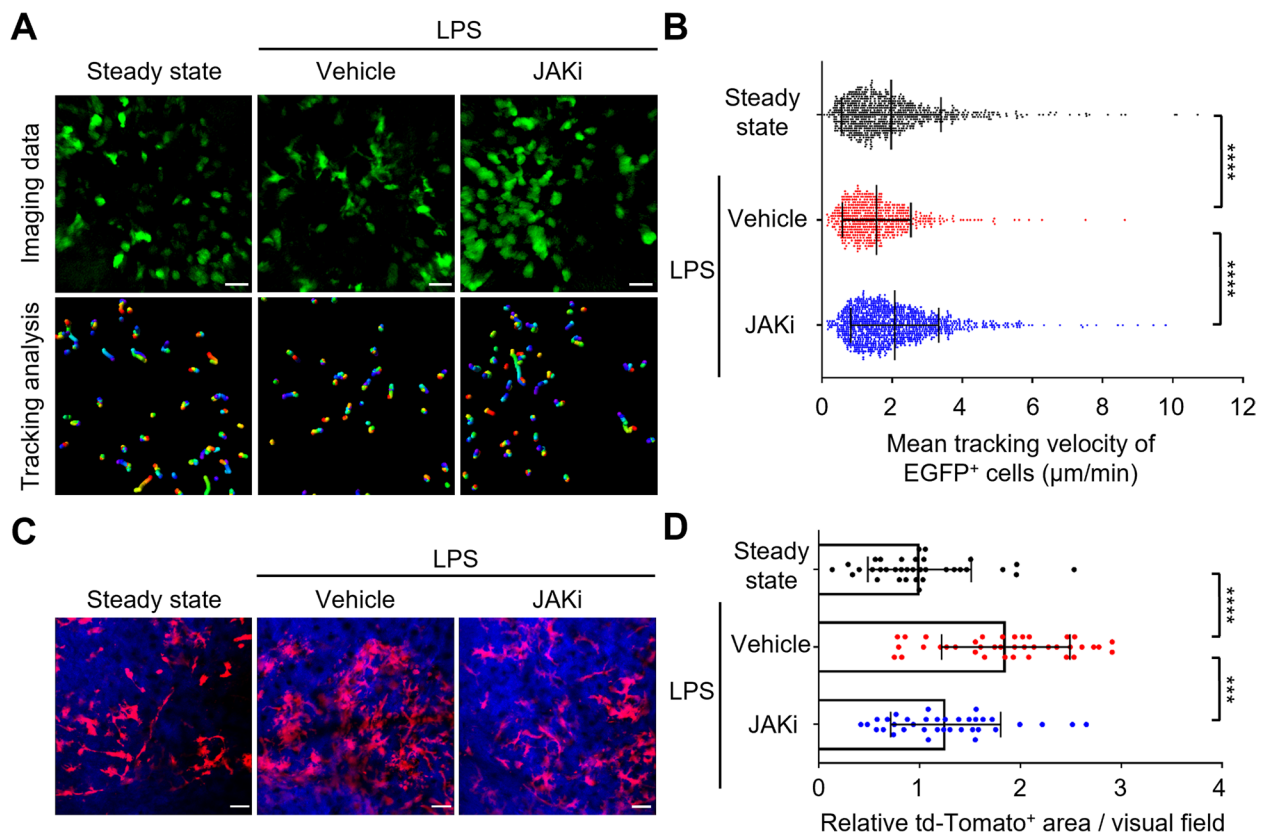 A
LPS
Steady state
Vehicle
JAKi
Imaging data
Tracking analysis
B
Steady
state
Vehicle
LPS
JAKi
****
****
0
2
4
6
8
10
12
Mean tracking velocity of
EGFP⁺ cells (µm/min)
C
LPS
Steady state
Vehicle
JAKi
D
Steady
state
Vehicle
LPS
JAKi
****
***
0
1
2
3
4
Relative td-Tomato⁺ area / visual field